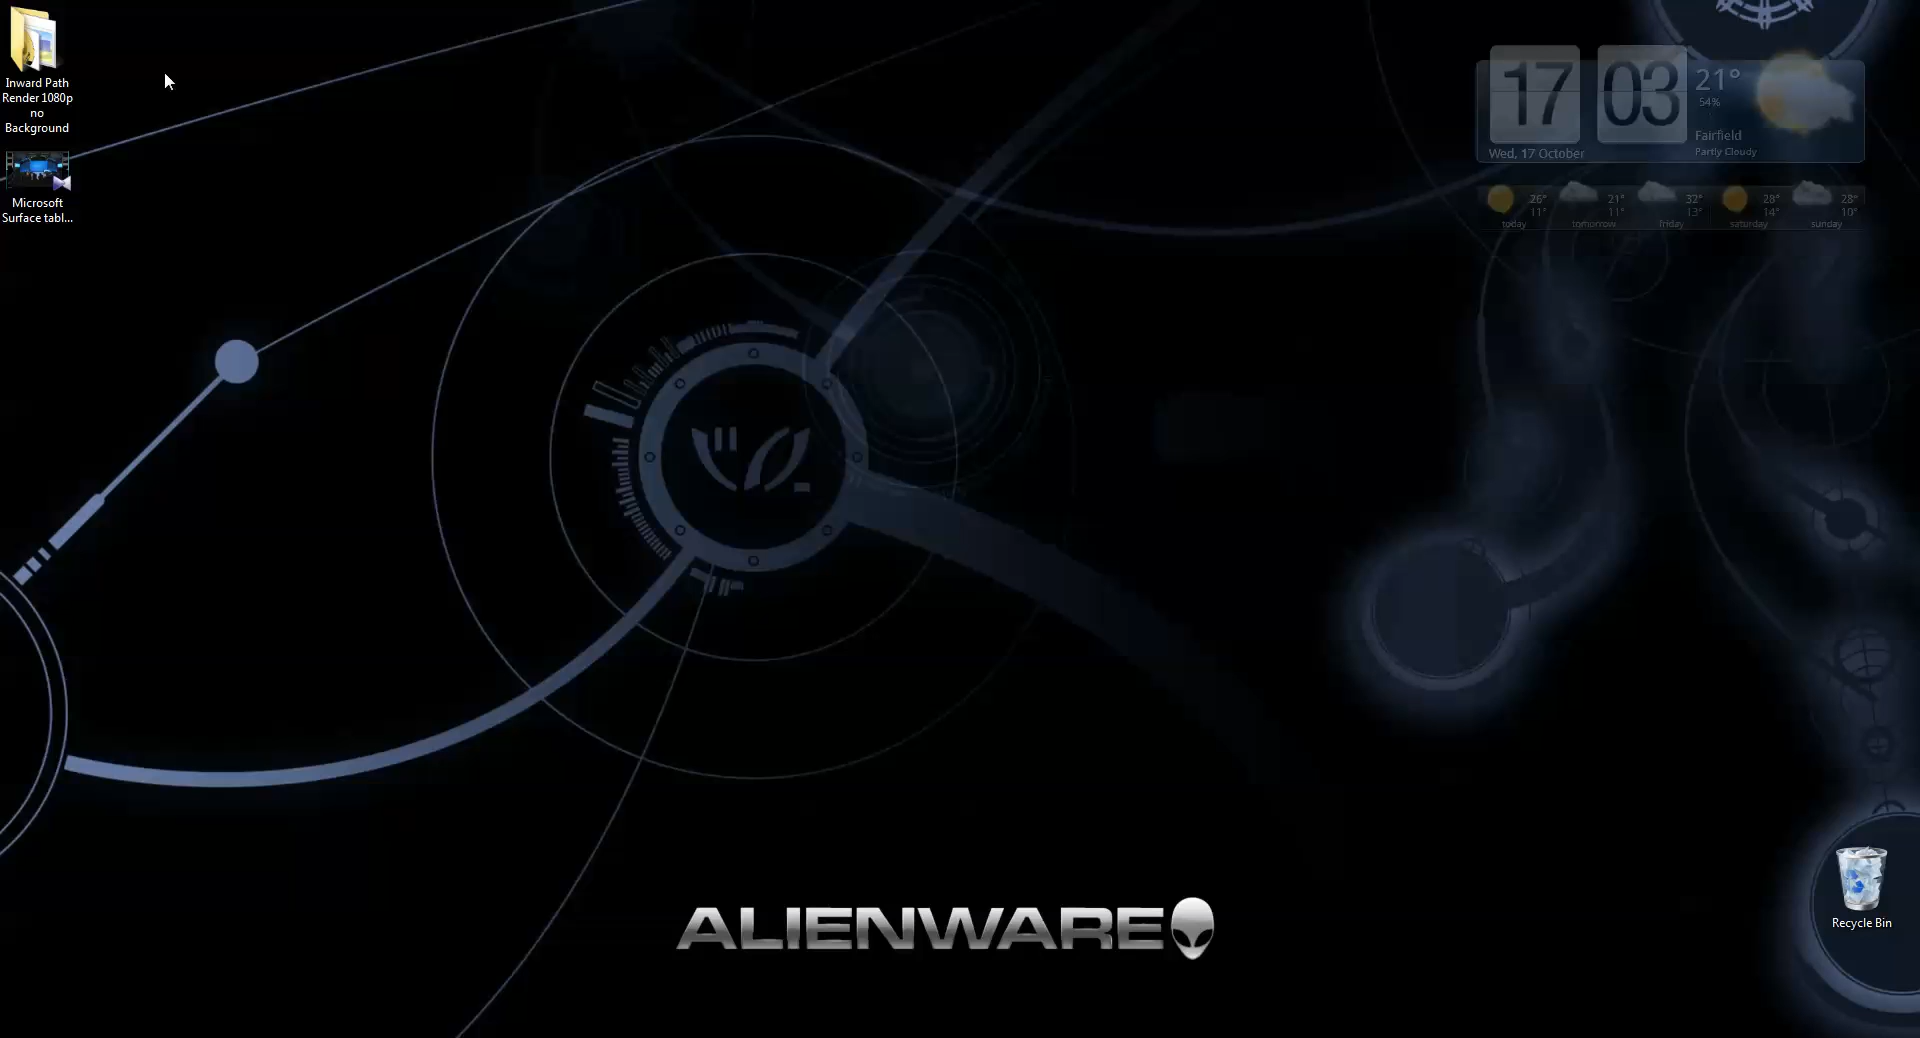 Inward Path
Render 1080p
no
Background
Microsoft
Surface tabl...
17 03
21°
54%
Fairfield
Wed, 17 October
Partly Cloudy
26° 21° 32° 28° 28°
11° 11° 13° 14° 10°
today tomorrow friday saturday sunday
ALIENWARE
Recycle Bin